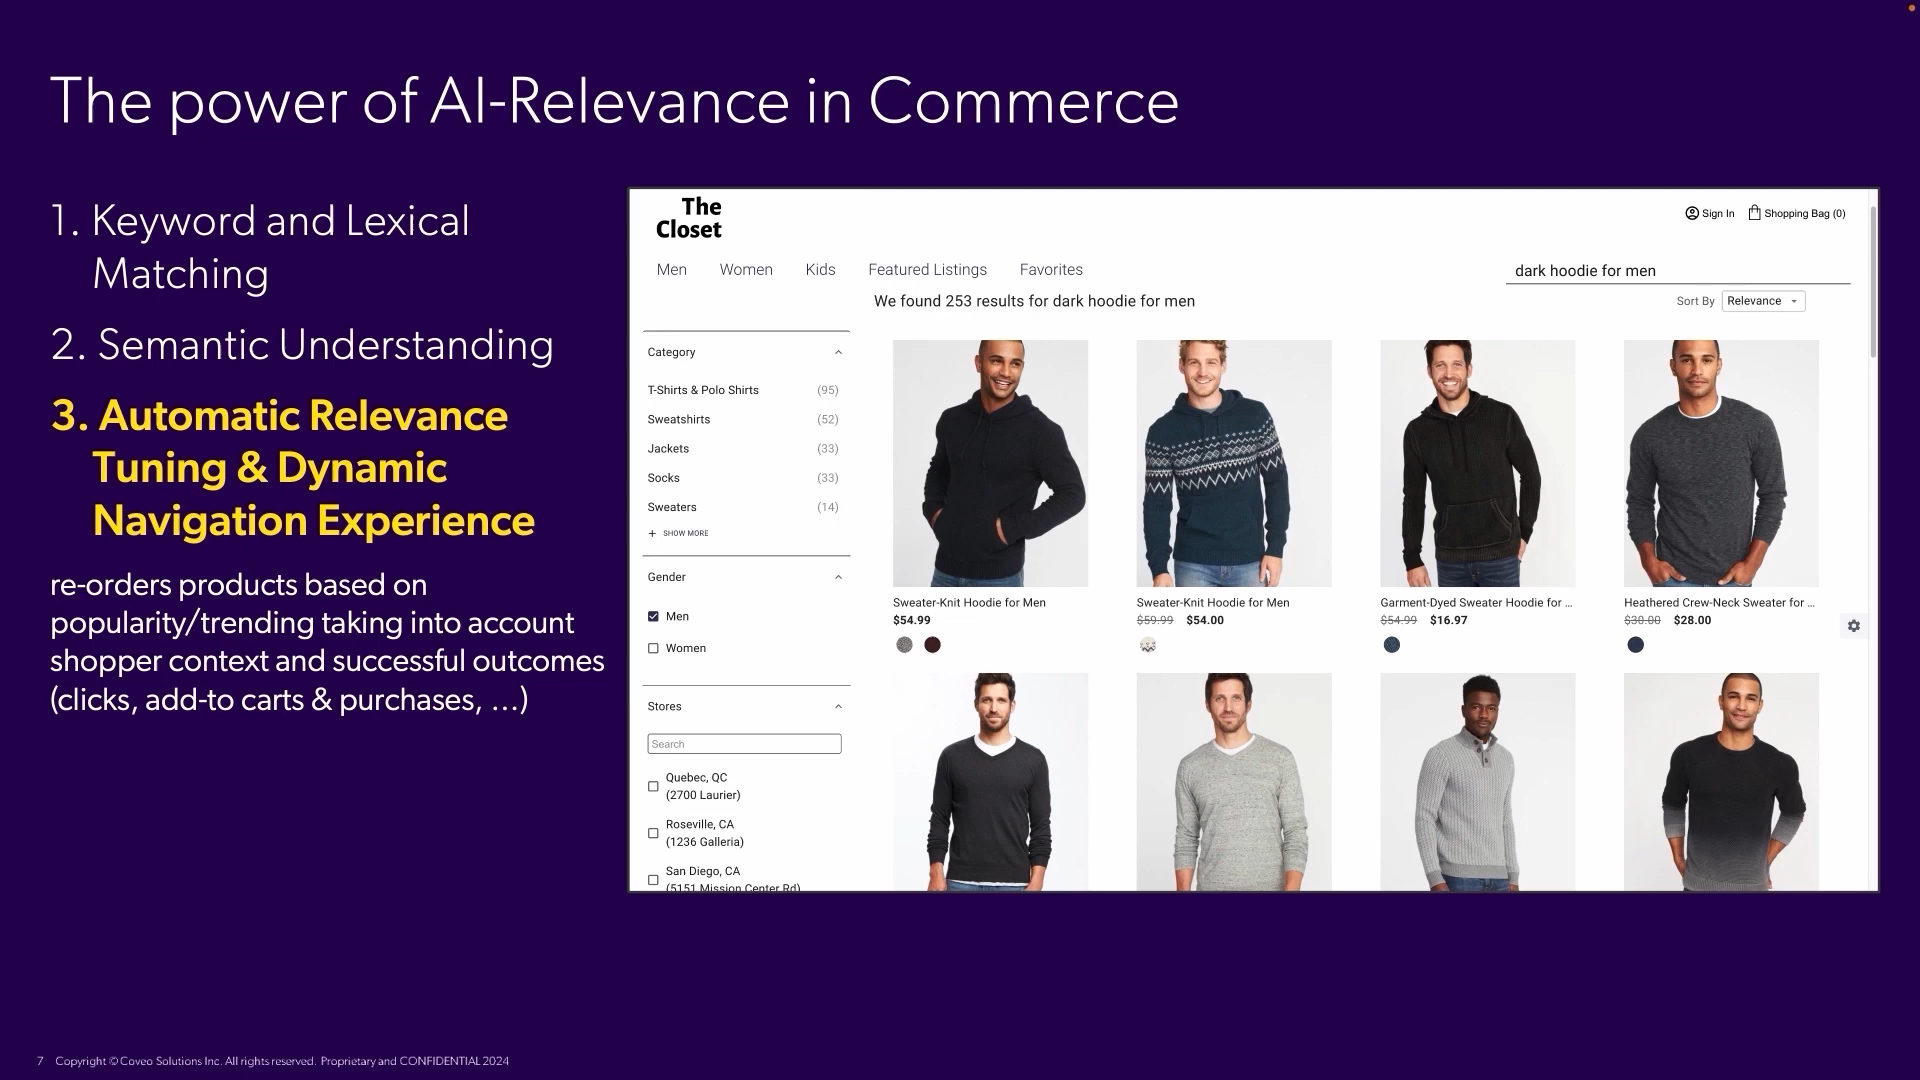 The power of AI-Relevance in Commerce
1. Keyword and Lexical
Matching
2. Semantic Understanding
3. Automatic Relevance
Tuning & Dynamic
Navigation Experience
re-orders products based on
popularity/trending taking into account
shopper context and successful outcomes
(clicks, add-to carts & purchases, ...)
The
Closet
Sign In Shopping Bag (0)
Men Women Kids Featured Listings Favorites
dark hoodie for men
We found 253 results for dark hoodie for men
Sort By Relevance
Category
T-Shirts & Polo Shirts (95)
Sweatshirts (52)
Jackets (33)
Socks (33)
Sweaters (14)
+ SHOW MORE
Gender
Men
Women
Stores
Search
Quebec, QC
(2700 Laurier)
Roseville, CA
(1236 Galleria)
San Diego, CA
(5151 Mission Center Rd)
Sweater-Knit Hoodie for Men
$54.99
Sweater-Knit Hoodie for Men
$59.99 $54.00
Garment-Dyed Sweater Hoodie for ...
$54.99 $16.97
Heathered Crew-Neck Sweater for ...
$30.00 $28.00
7 Copyright © Coveo Solutions Inc. All rights reserved. Proprietary and CONFIDENTIAL 2024